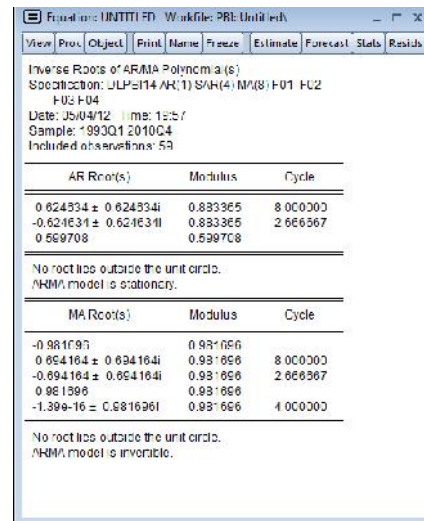 Equation: UNTITLED Workfile: PBI::Untitled\
View Proc Object Print Name Freeze Estimate Forecast Stats Resids
Inverse Roots of AR/MA Polynomial(s)
Specification: AR(1) SAR(4) MA(8) F01 F02
F03 F04
Date: 05/04/12 Time: 19:57
Sample: 1993Q1 2010Q4
Included observations: 59
AR Root(s) Modulus Cycle
0.624634 ± 0.624634i 0.883365 8.000000
-0.624634 ± 0.624634i 0.883365 2.666667
0.599708 0.599708
No root lies outside the unit circle.
ARMA model is stationary.
MA Root(s) Modulus Cycle
-0.981696 0.981696
0.694164 ± 0.694164i 0.981696 8.000000
-0.694164 ± 0.694164i 0.981696 2.666667
0.981696 0.981696
-1.39e-16 ± 0.981696i 0.981696 4.000000
No root lies outside the unit circle.
ARMA model is invertible.